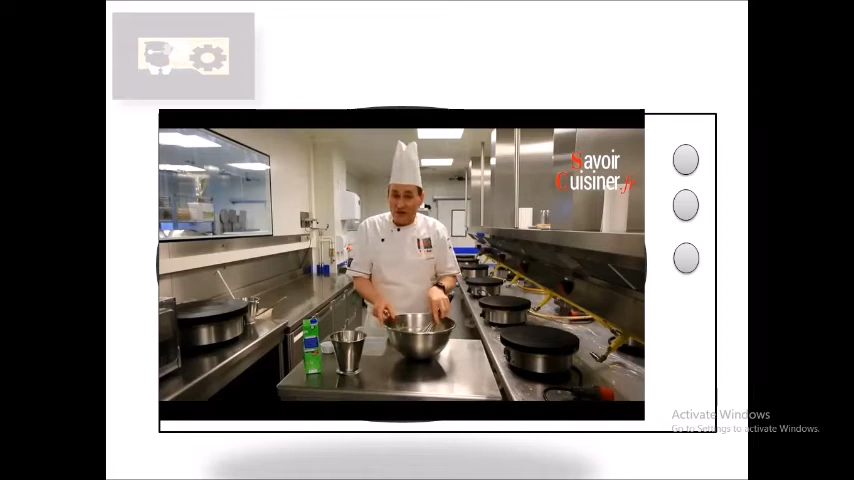 Savoir
Cuisiner.fr
Activate Windows
Go to Settings to activate Windows.